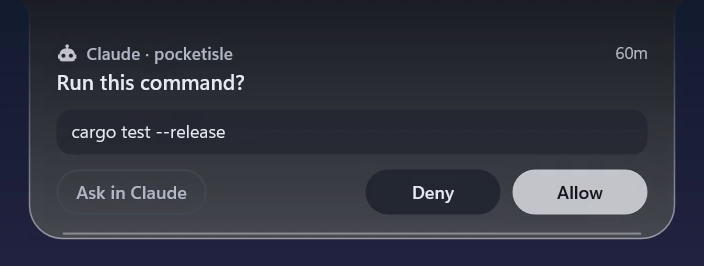 Claude · pocketisle
60m
Run this command?
cargo test --release
Ask in Claude
Deny
Allow